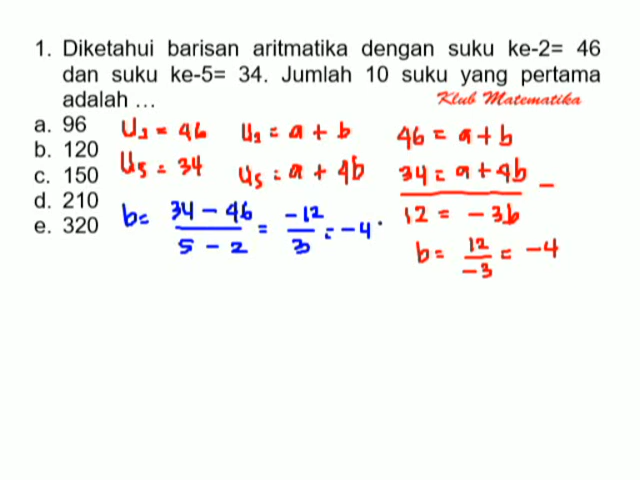 1. Diketahui barisan aritmatika dengan suku ke-2= 46
dan suku ke-5= 34. Jumlah 10 suku yang pertama
adalah ...
Klub Matematika
a. 96
b. 120
c. 150
d. 210
e. 320
U₂ = 46
U₅ = 34
U₂ = a + b
U₅ = a + 4b
46 = a + b
34 = a + 4b −
12 = -3b
b = 12/-3 = -4
b = 34 - 46 / 5 - 2 = -12/3 = -4.